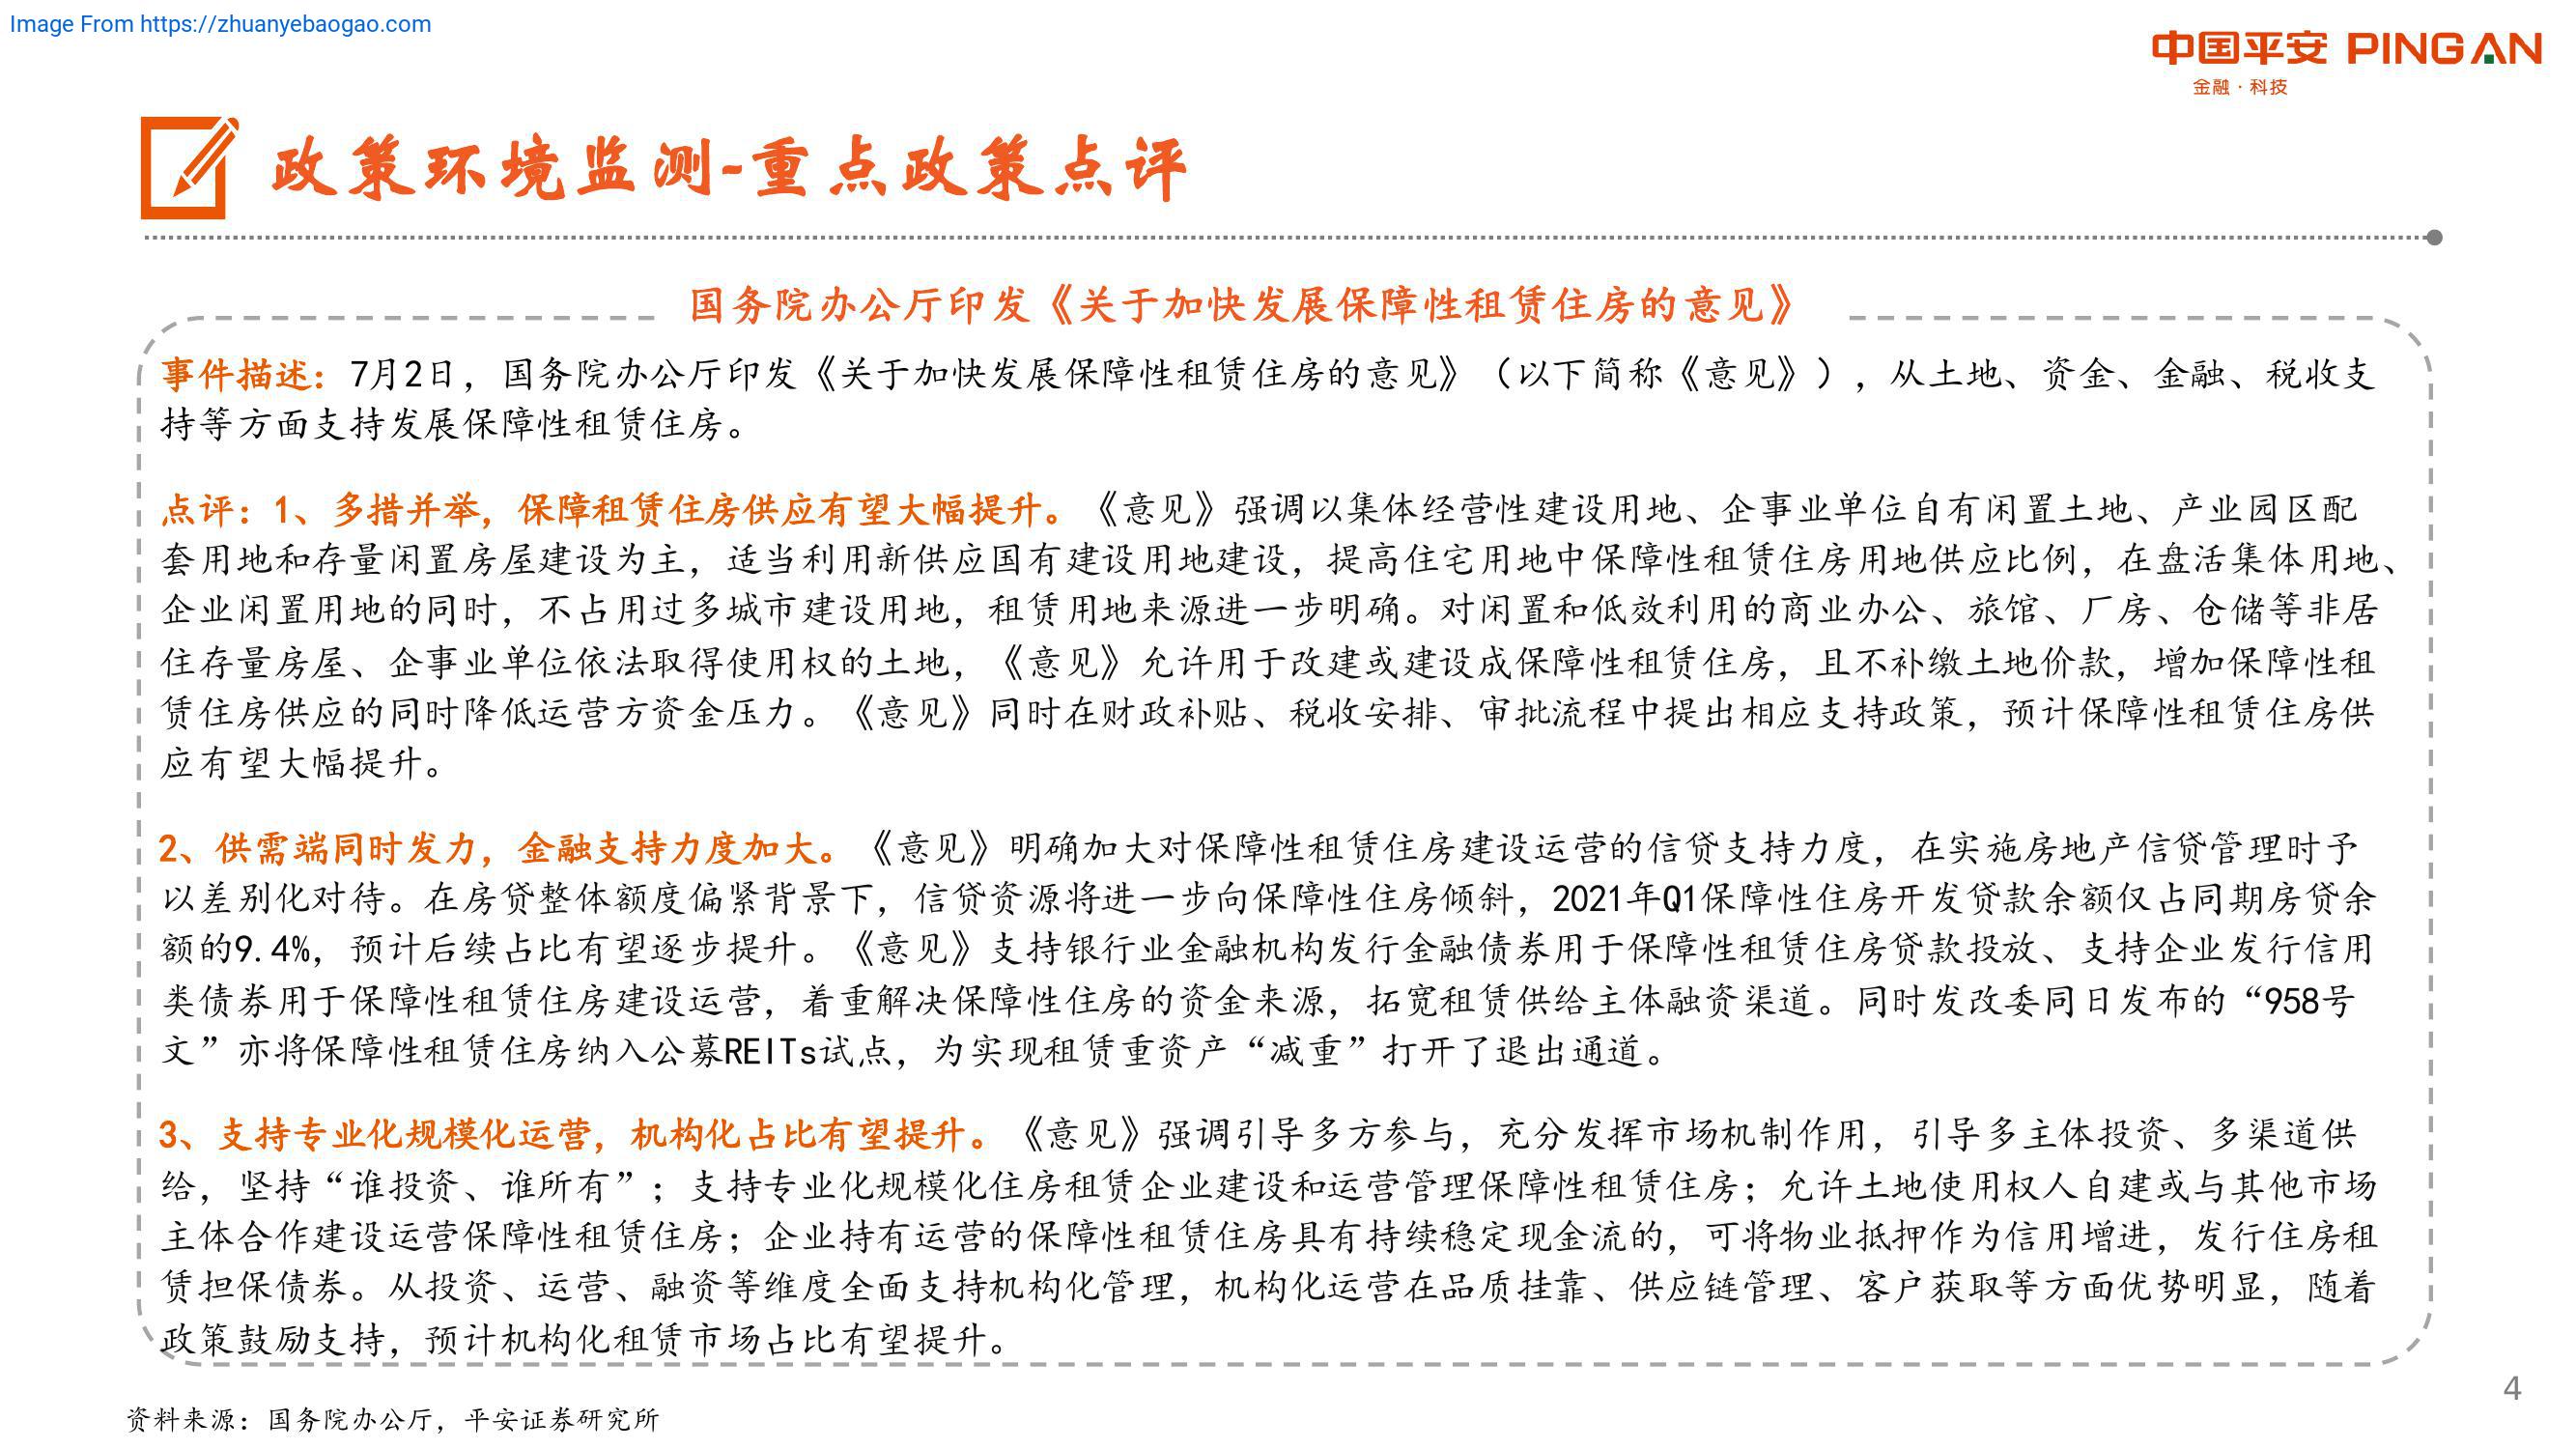 Image From https://zhuanyebaogao.com
中国平安 PINGAN
金融·科技
政策环境监测-重点政策点评
国务院办公厅印发《关于加快发展保障性租赁住房的意见》
事件描述：7月2日，国务院办公厅印发《关于加快发展保障性租赁住房的意见》（以下简称《意见》），从土地、资金、金融、税收支
持等方面支持发展保障性租赁住房。
点评：1、多措并举，保障租赁住房供应有望大幅提升。《意见》强调以集体经营性建设用地、企事业单位自有闲置土地、产业园区配
套用地和存量闲置房屋建设为主，适当利用新供应国有建设用地建设，提高住宅用地中保障性租赁住房用地供应比例，在盘活集体用地、
企业闲置用地的同时，不占用过多城市建设用地，租赁用地来源进一步明确。对闲置和低效利用的商业办公、旅馆、厂房、仓储等非居
住存量房屋、企事业单位依法取得使用权的土地，《意见》允许用于改建或建设成保障性租赁住房，且不补缴土地价款，增加保障性租
赁住房供应的同时降低运营方资金压力。《意见》同时在财政补贴、税收安排、审批流程中提出相应支持政策，预计保障性租赁住房供
应有望大幅提升。
2、供需端同时发力，金融支持力度加大。《意见》明确加大对保障性租赁住房建设运营的信贷支持力度，在实施房地产信贷管理时予
以差别化对待。在房贷整体额度偏紧背景下，信贷资源将进一步向保障性住房倾斜，2021年Q1保障性住房开发贷款余额仅占同期房贷余
额的9.4%，预计后续占比有望逐步提升。《意见》支持银行业金融机构发行金融债券用于保障性租赁住房贷款投放、支持企业发行信用
类债券用于保障性租赁住房建设运营，着重解决保障性住房的资金来源，拓宽租赁供给主体融资渠道。同时发改委同日发布的“958号
文”亦将保障性租赁住房纳入公募REITs试点，为实现租赁重资产“减重”打开了退出通道。
3、支持专业化规模化运营，机构化占比有望提升。《意见》强调引导多方参与，充分发挥市场机制作用，引导多主体投资、多渠道供
给，坚持“谁投资、谁所有”；支持专业化规模化住房租赁企业建设和运营管理保障性租赁住房；允许土地使用权人自建或与其他市场
主体合作建设运营保障性租赁住房；企业持有运营的保障性租赁住房具有持续稳定现金流的，可将物业抵押作为信用增进，发行住房租
赁担保债券。从投资、运营、融资等维度全面支持机构化管理，机构化运营在品质挂靠、供应链管理、客户获取等方面优势明显，随着
政策鼓励支持，预计机构化租赁市场占比有望提升。
资料来源：国务院办公厅，平安证券研究所
4